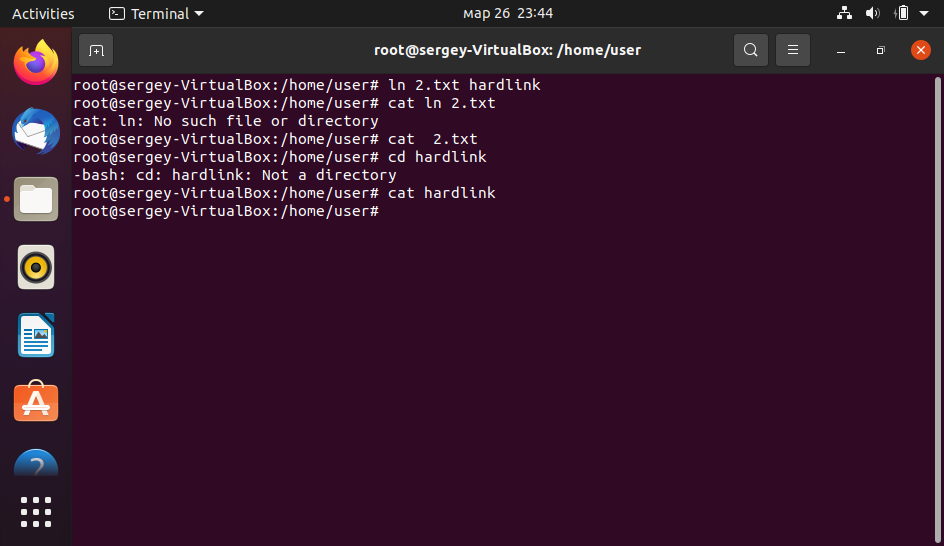 Activities Terminal мар 26 23:44
root@sergey-VirtualBox: /home/user
root@sergey-VirtualBox:/home/user# ln 2.txt hardlink
root@sergey-VirtualBox:/home/user# cat ln 2.txt
cat: ln: No such file or directory
root@sergey-VirtualBox:/home/user# cat  2.txt
root@sergey-VirtualBox:/home/user# cd hardlink
-bash: cd: hardlink: Not a directory
root@sergey-VirtualBox:/home/user# cat hardlink
root@sergey-VirtualBox:/home/user#